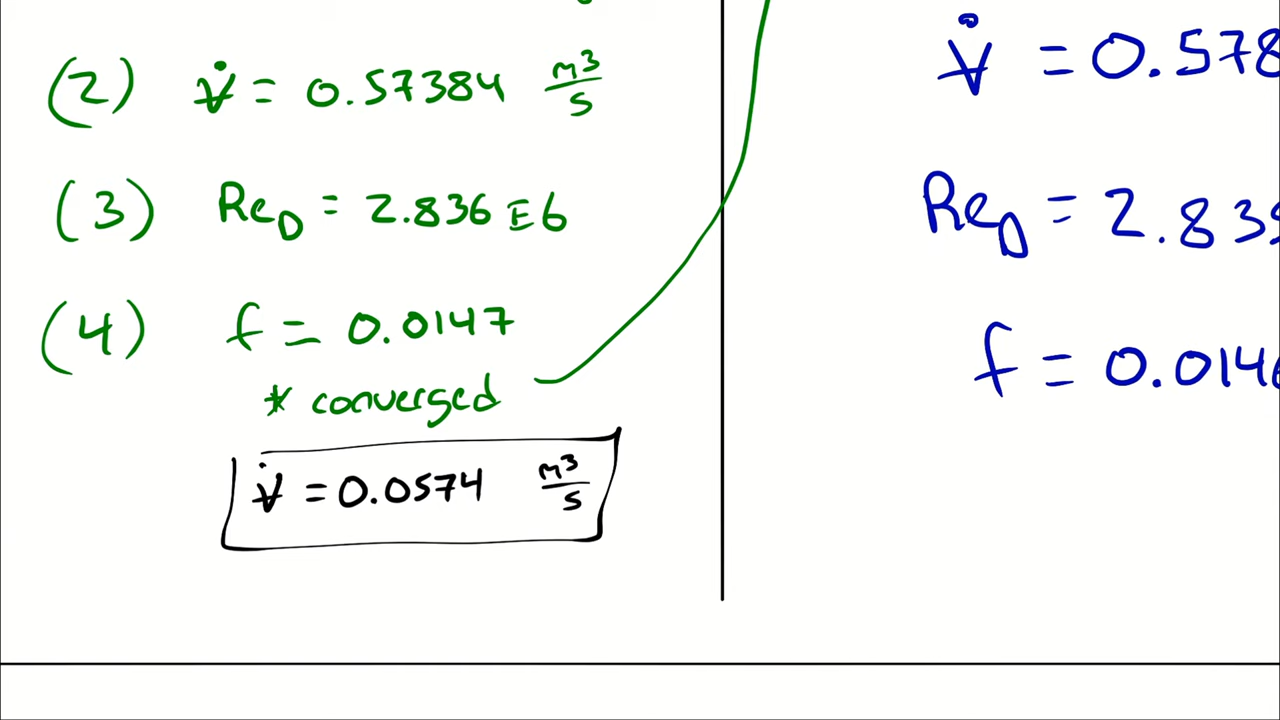 (2) V̇ = 0.57384 m³/s
(3) Re_D = 2.836 E6
(4) f = 0.0147
* converged
V̇ = 0.0574 m³/s
V̇ = 0.578
Re_D = 2.83
f = 0.014